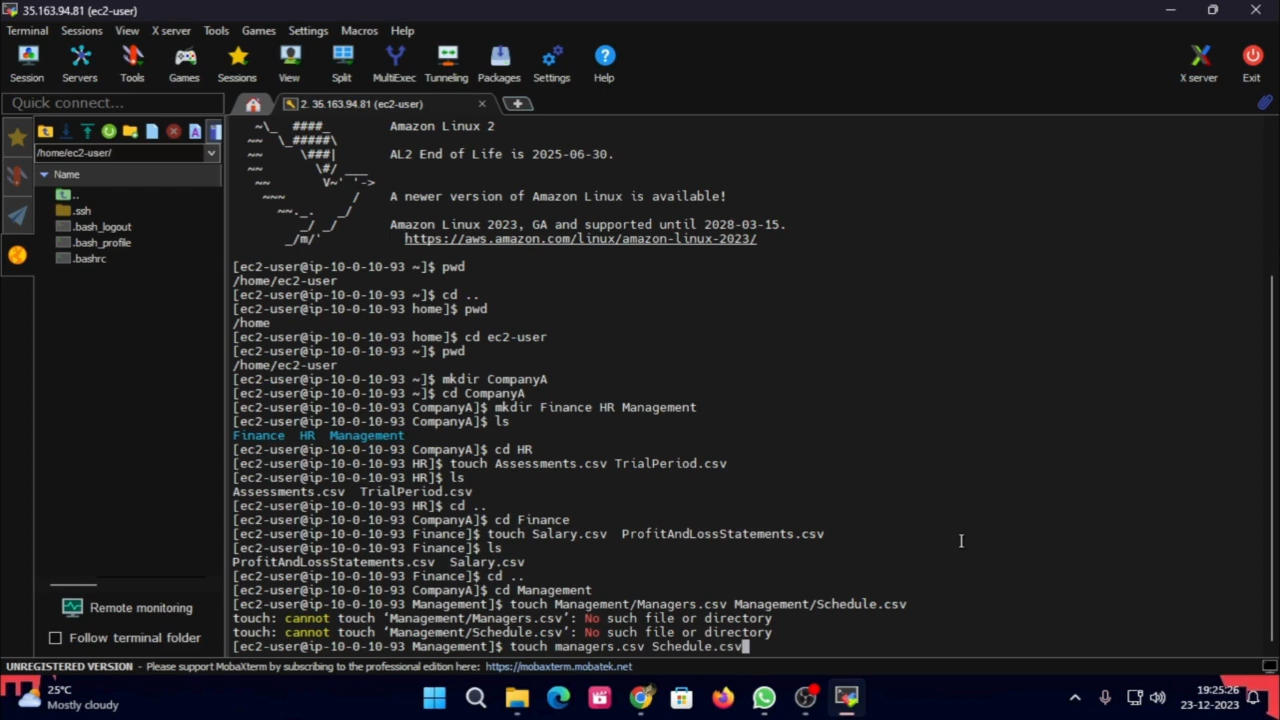 35.163.94.81 (ec2-user)
Terminal Sessions View X server Tools Games Settings Macros Help
Session Servers Tools Games Sessions View Split MultiExec Tunneling Packages Settings Help X server Exit
Quick connect...
2. 35.163.94.81 (ec2-user)
/home/ec2-user/
Name
..
.ssh
.bash_logout
.bash_profile
.bashrc
Remote monitoring
Follow terminal folder
~\_ ####_ Amazon Linux 2
~~ \_#####\
~~ \###| AL2 End of Life is 2025-06-30.
~~ \#/ ___
~~ V~' '->
~~~ / A newer version of Amazon Linux is available!
~~._. _/
_/ _/ Amazon Linux 2023, GA and supported until 2028-03-15.
_/m/' https://aws.amazon.com/linux/amazon-linux-2023/
[ec2-user@ip-10-0-10-93 ~]$ pwd
/home/ec2-user
[ec2-user@ip-10-0-10-93 ~]$ cd ..
[ec2-user@ip-10-0-10-93 home]$ pwd
/home
[ec2-user@ip-10-0-10-93 home]$ cd ec2-user
[ec2-user@ip-10-0-10-93 ~]$ pwd
/home/ec2-user
[ec2-user@ip-10-0-10-93 ~]$ mkdir CompanyA
[ec2-user@ip-10-0-10-93 ~]$ cd CompanyA
[ec2-user@ip-10-0-10-93 CompanyA]$ mkdir Finance HR Management
[ec2-user@ip-10-0-10-93 CompanyA]$ ls
Finance HR Management
[ec2-user@ip-10-0-10-93 CompanyA]$ cd HR
[ec2-user@ip-10-0-10-93 HR]$ touch Assessments.csv TrialPeriod.csv
[ec2-user@ip-10-0-10-93 HR]$ ls
Assessments.csv TrialPeriod.csv
[ec2-user@ip-10-0-10-93 HR]$ cd ..
[ec2-user@ip-10-0-10-93 CompanyA]$ cd Finance
[ec2-user@ip-10-0-10-93 Finance]$ touch Salary.csv ProfitAndLossStatements.csv
[ec2-user@ip-10-0-10-93 Finance]$ ls
ProfitAndLossStatements.csv Salary.csv
[ec2-user@ip-10-0-10-93 Finance]$ cd ..
[ec2-user@ip-10-0-10-93 CompanyA]$ cd Management
[ec2-user@ip-10-0-10-93 Management]$ touch Management/Managers.csv Management/Schedule.csv
touch: cannot touch ‘Management/Managers.csv’: No such file or directory
touch: cannot touch ‘Management/Schedule.csv’: No such file or directory
[ec2-user@ip-10-0-10-93 Management]$ touch managers.csv Schedule.csv
UNREGISTERED VERSION - Please support MobaXterm by subscribing to the professional edition here: https://mobaxterm.mobatek.net
25°C
Mostly cloudy
19:25:26
23-12-2023